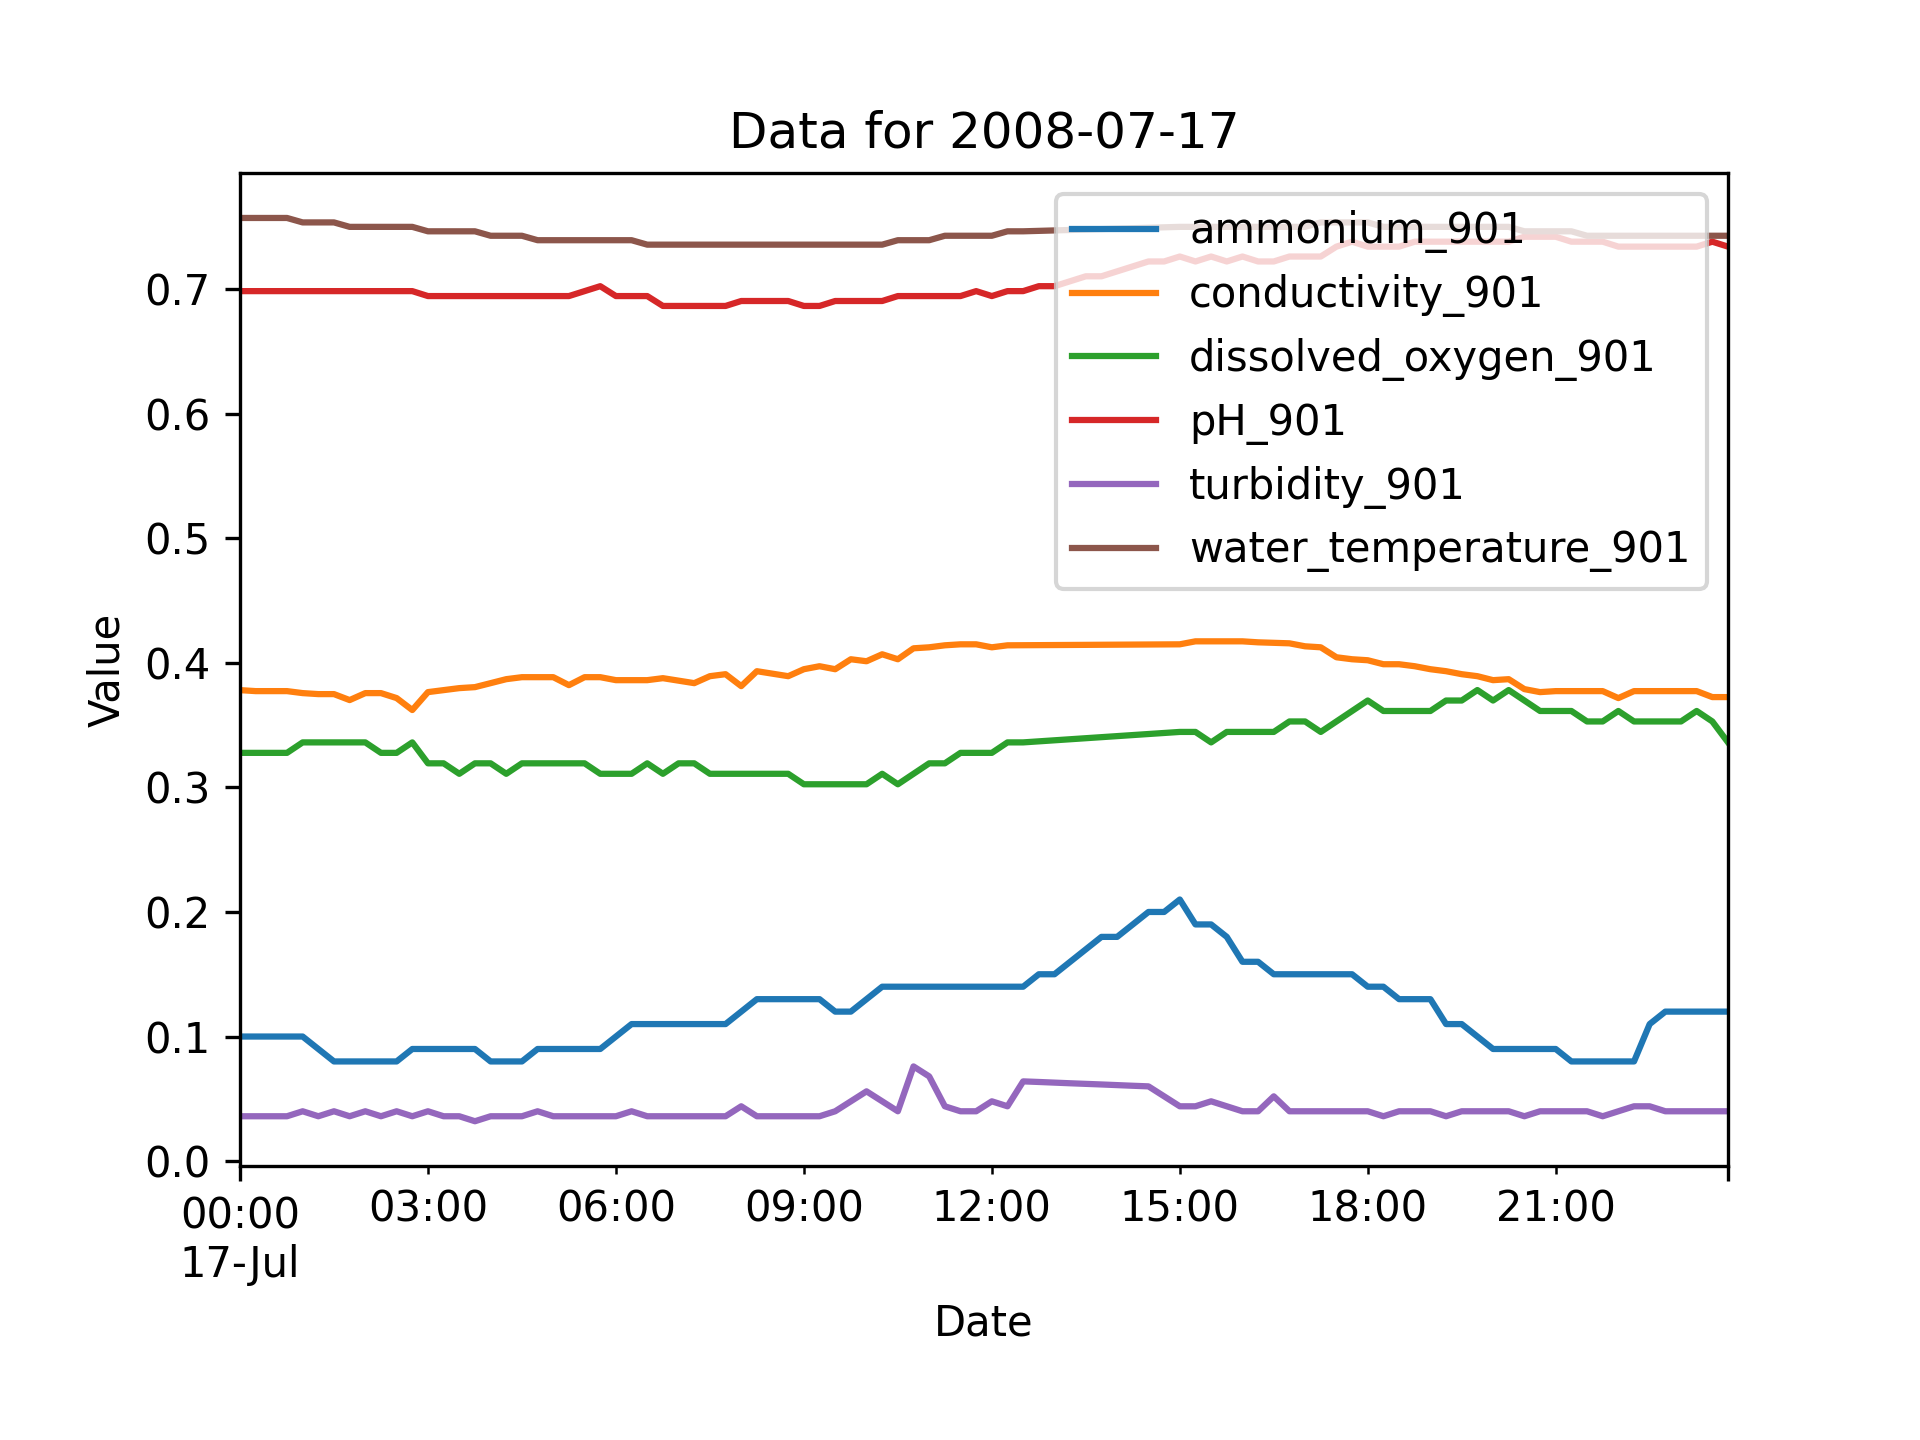 Data for 2008-07-17
ammonium_901
conductivity_901
dissolved_oxygen_901
pH_901
turbidity_901
water_temperature_901
Value
0.7
0.6
0.5
0.4
0.3
0.2
0.1
0.0
00:00 03:00 06:00 09:00 12:00 15:00 18:00 21:00
17-Jul
Date